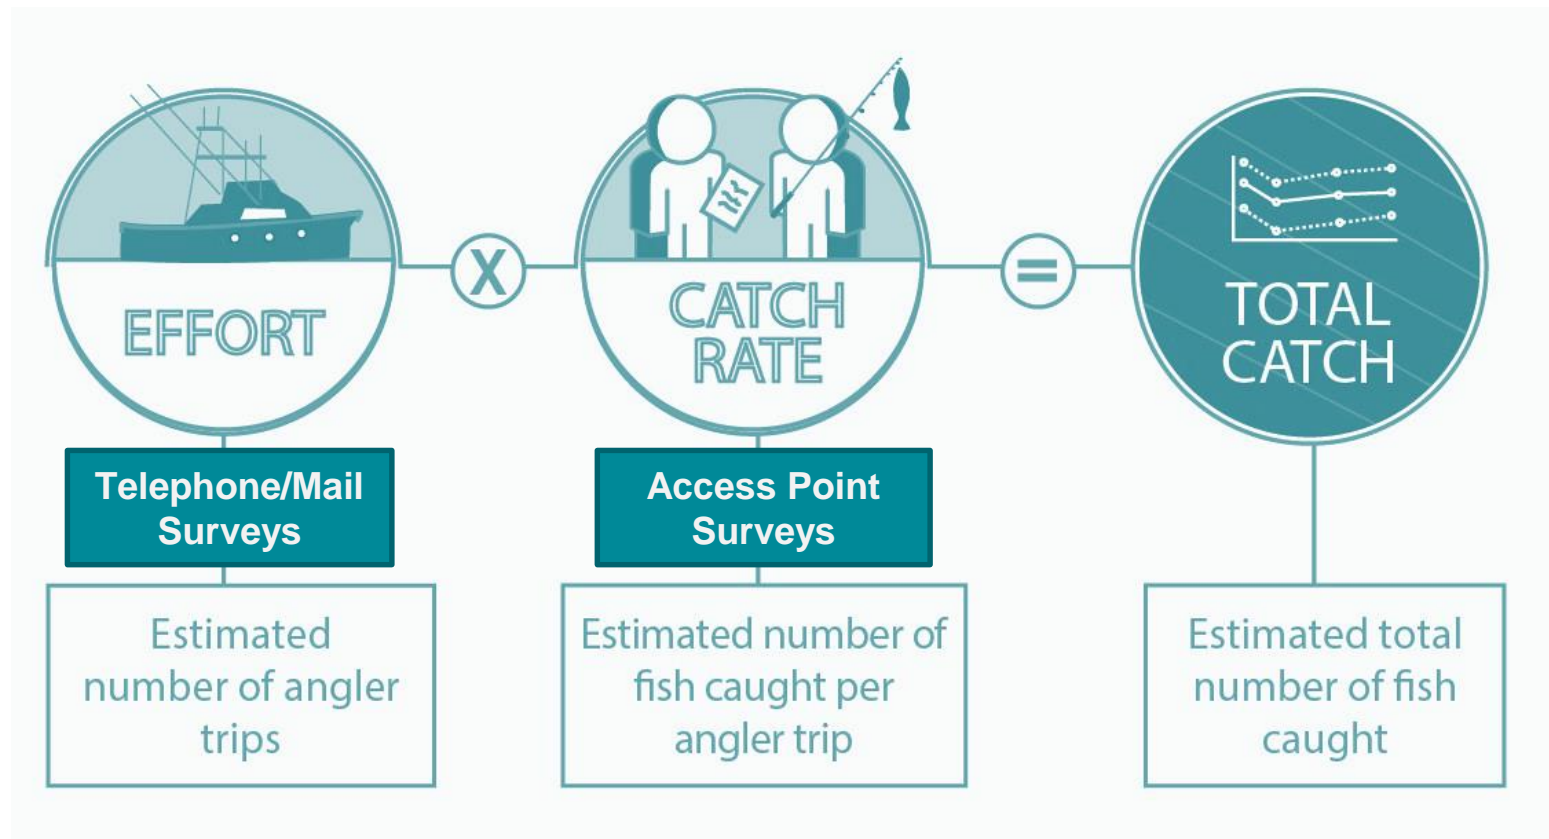 EFFORT
X
CATCH
RATE
=
TOTAL
CATCH
Telephone/Mail
Surveys
Access Point
Surveys
Estimated
number of angler
trips
Estimated number of
fish caught per
angler trip
Estimated total
number of fish
caught